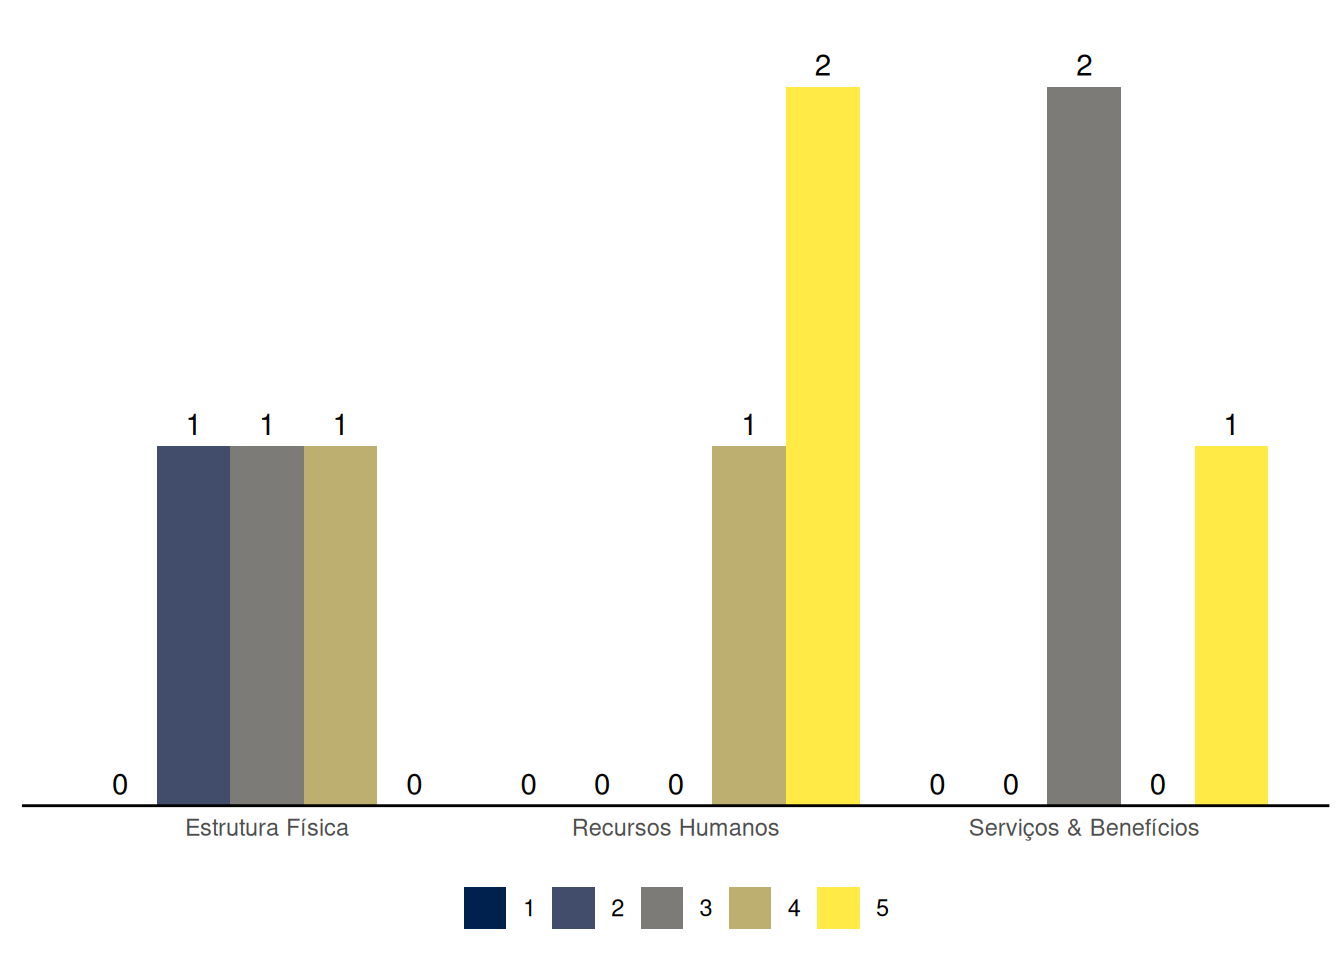 2 2
1 1 1 1 1
0 0 0 0 0 0 0 0
Estrutura Física Recursos Humanos Serviços & Benefícios
1 2 3 4 5